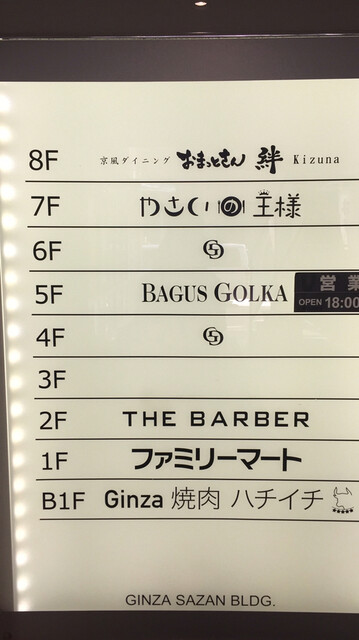 8F 京風ダイニング おまっとさん 絆 Kizuna
7F やさいの王様
6F
5F BAGUS GOLKA 営業
OPEN 18:00
4F
3F
2F THE BARBER
1F ファミリーマート
B1F Ginza 焼肉 ハチイチ
GINZA SAZAN BLDG.